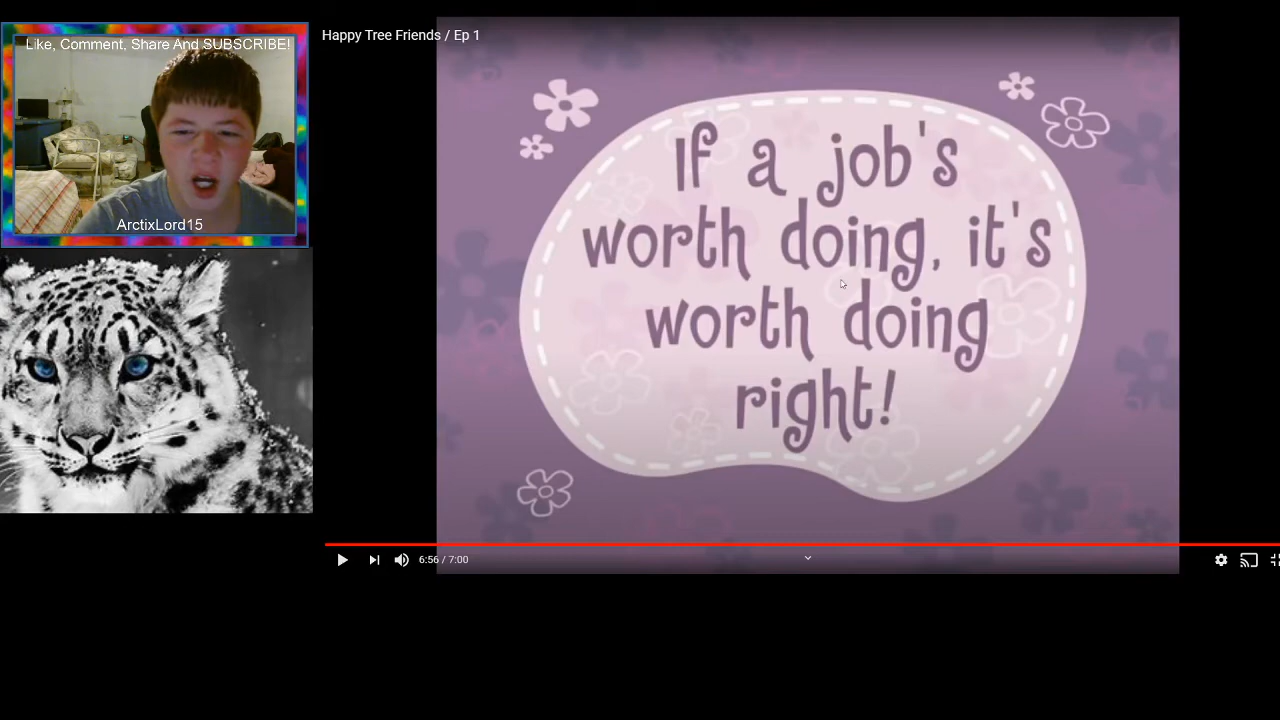 Like, Comment, Share And SUBSCRIBE!
ArctixLord15
Happy Tree Friends / Ep 1
If a job's
worth doing, it's
worth doing
right!
6:56 / 7:00